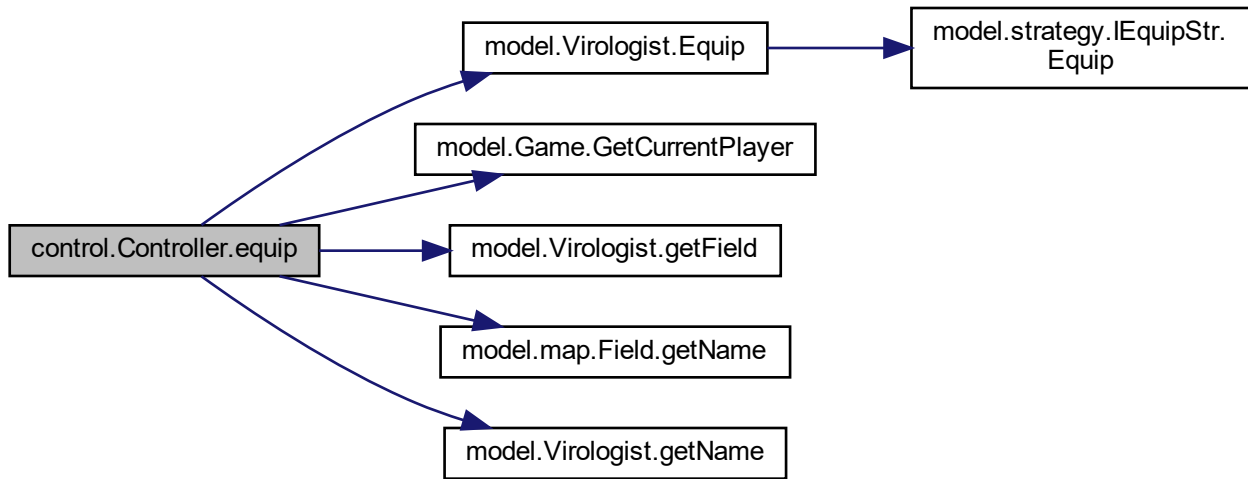 model.Virologist.Equip
model.strategy.IEquipStr.
Equip
model.Game.GetCurrentPlayer
control.Controller.equip
model.Virologist.getField
model.map.Field.getName
model.Virologist.getName